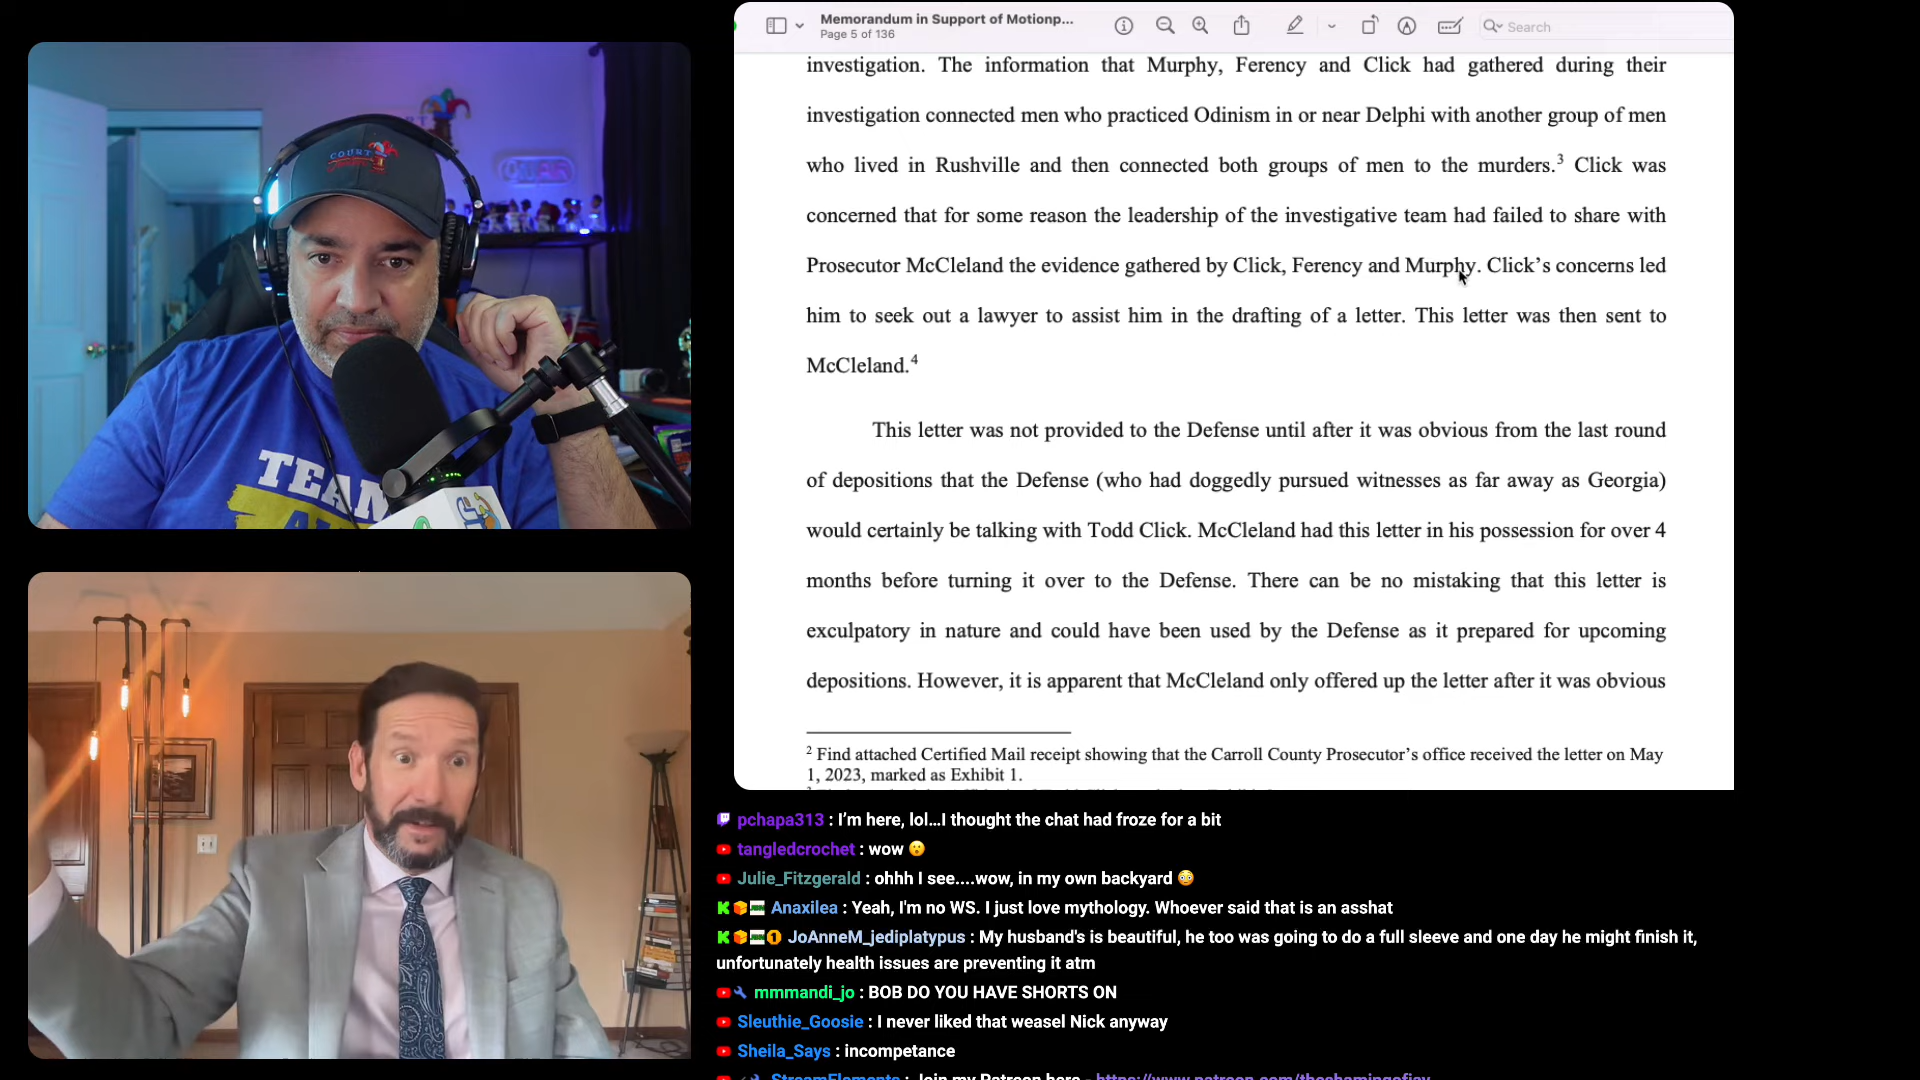 COURT
TEAM
Memorandum in Support of Motionp...
Page 5 of 136
Search
investigation. The information that Murphy, Ferency and Click had gathered during their
investigation connected men who practiced Odinism in or near Delphi with another group of men
who lived in Rushville and then connected both groups of men to the murders.3 Click was
concerned that for some reason the leadership of the investigative team had failed to share with
Prosecutor McCleland the evidence gathered by Click, Ferency and Murphy. Click’s concerns led
him to seek out a lawyer to assist him in the drafting of a letter. This letter was then sent to
McCleland.4
This letter was not provided to the Defense until after it was obvious from the last round
of depositions that the Defense (who had doggedly pursued witnesses as far away as Georgia)
would certainly be talking with Todd Click. McCleland had this letter in his possession for over 4
months before turning it over to the Defense. There can be no mistaking that this letter is
exculpatory in nature and could have been used by the Defense as it prepared for upcoming
depositions. However, it is apparent that McCleland only offered up the letter after it was obvious
2 Find attached Certified Mail receipt showing that the Carroll County Prosecutor’s office received the letter on May
1, 2023, marked as Exhibit 1.
pchapa313 : I’m here, lol…I thought the chat had froze for a bit
tangledcrochet : wow 😮
Julie_Fitzgerald : ohhh I see....wow, in my own backyard 😳
Anaxilea : Yeah, I'm no WS. I just love mythology. Whoever said that is an asshat
JoAnneM_jediplatypus : My husband's is beautiful, he too was going to do a full sleeve and one day he might finish it,
unfortunately health issues are preventing it atm
mmmandi_jo : BOB DO YOU HAVE SHORTS ON
Sleuthie_Goosie : I never liked that weasel Nick anyway
Sheila_Says : incompetance
StreamElements : Join my Patreon here - https://www.patreon.com/theshamingofjay